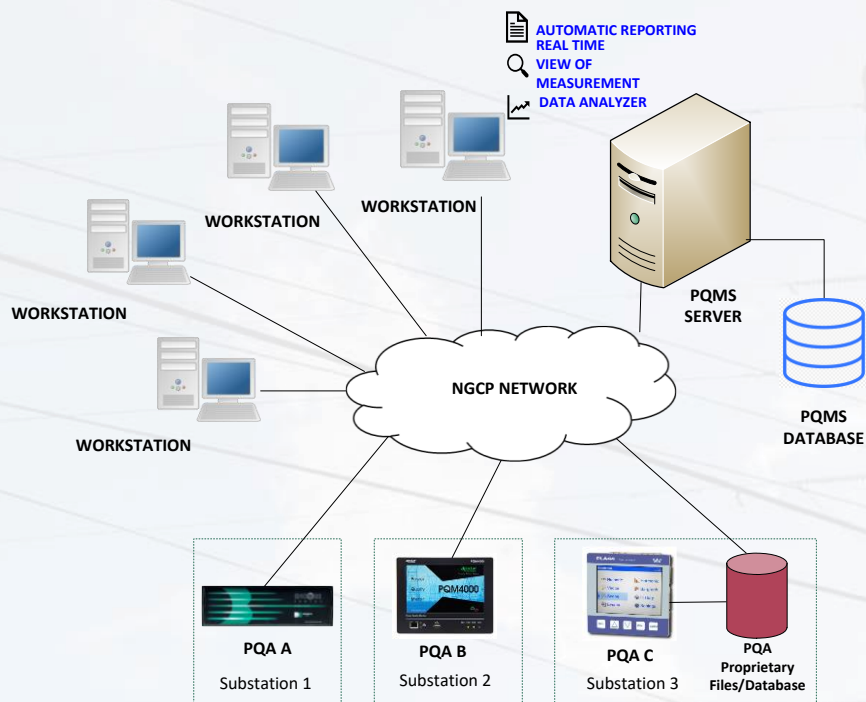 AUTOMATIC REPORTING
REAL TIME
VIEW OF
MEASUREMENT
DATA ANALYZER
WORKSTATION
WORKSTATION
WORKSTATION
WORKSTATION
PQMS
SERVER
NGCP NETWORK
PQMS
DATABASE
PQM4000
PQA A
Substation 1
PQA B
Substation 2
PQA C
Substation 3
PQA
Proprietary
Files/Database